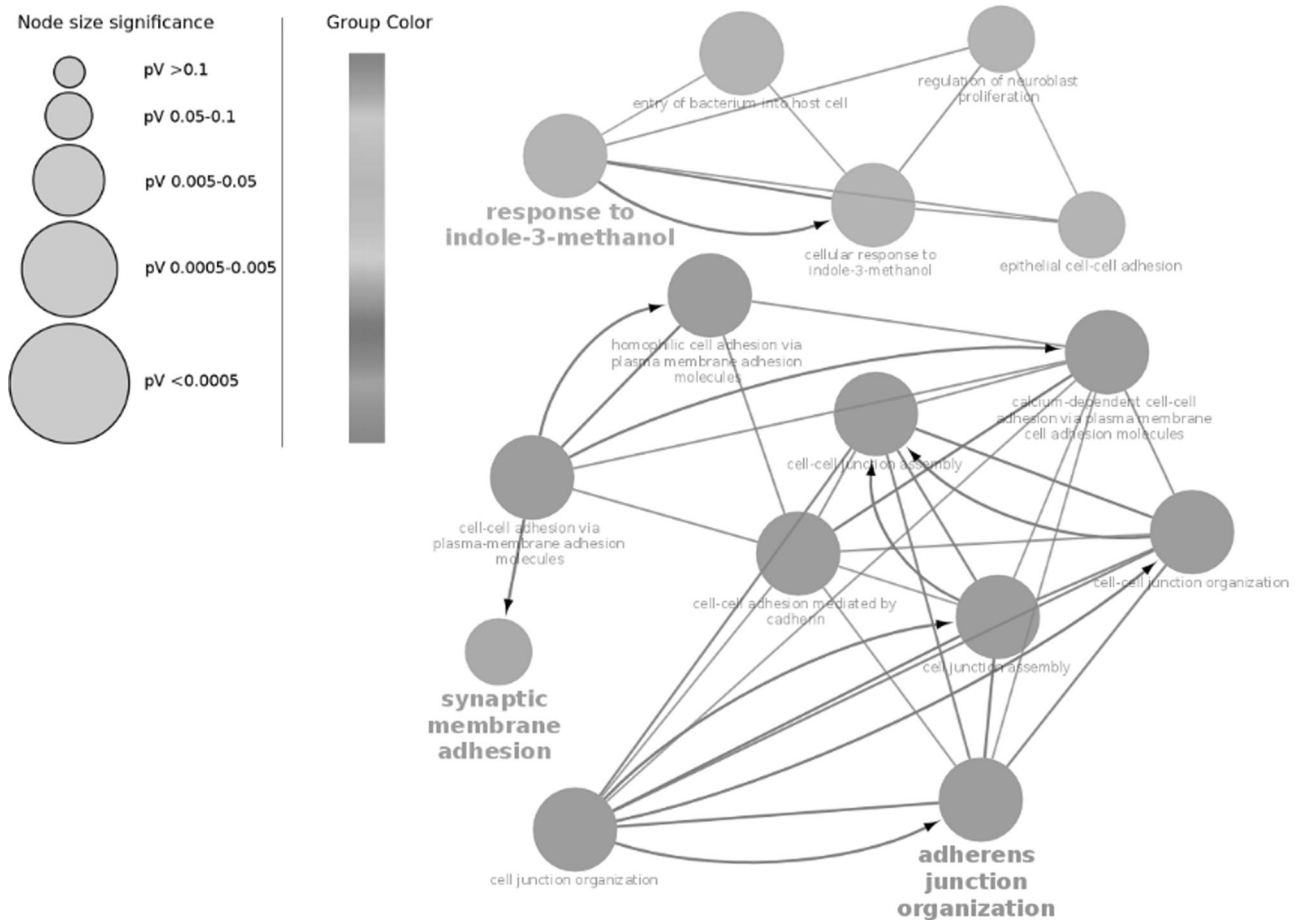 Node size significance
pV >0.1
pV 0.05-0.1
pV 0.005-0.05
pV 0.0005-0.005
pV <0.0005
Group Color
entry of bacterium into host cell
regulation of neuroblast
proliferation
response to
indole-3-methanol
cellular response to
indole-3-methanol
epithelial cell-cell adhesion
homophilic cell adhesion via
plasma membrane adhesion
molecules
calcium-dependent cell-cell
adhesion via plasma membrane
cell adhesion molecules
cell-cell junction assembly
cell-cell adhesion via
plasma-membrane adhesion
molecules
cell-cell adhesion mediated by
cadherin
cell-cell junction organization
cell junction assembly
synaptic
membrane
adhesion
cell junction organization
adherens
junction
organization